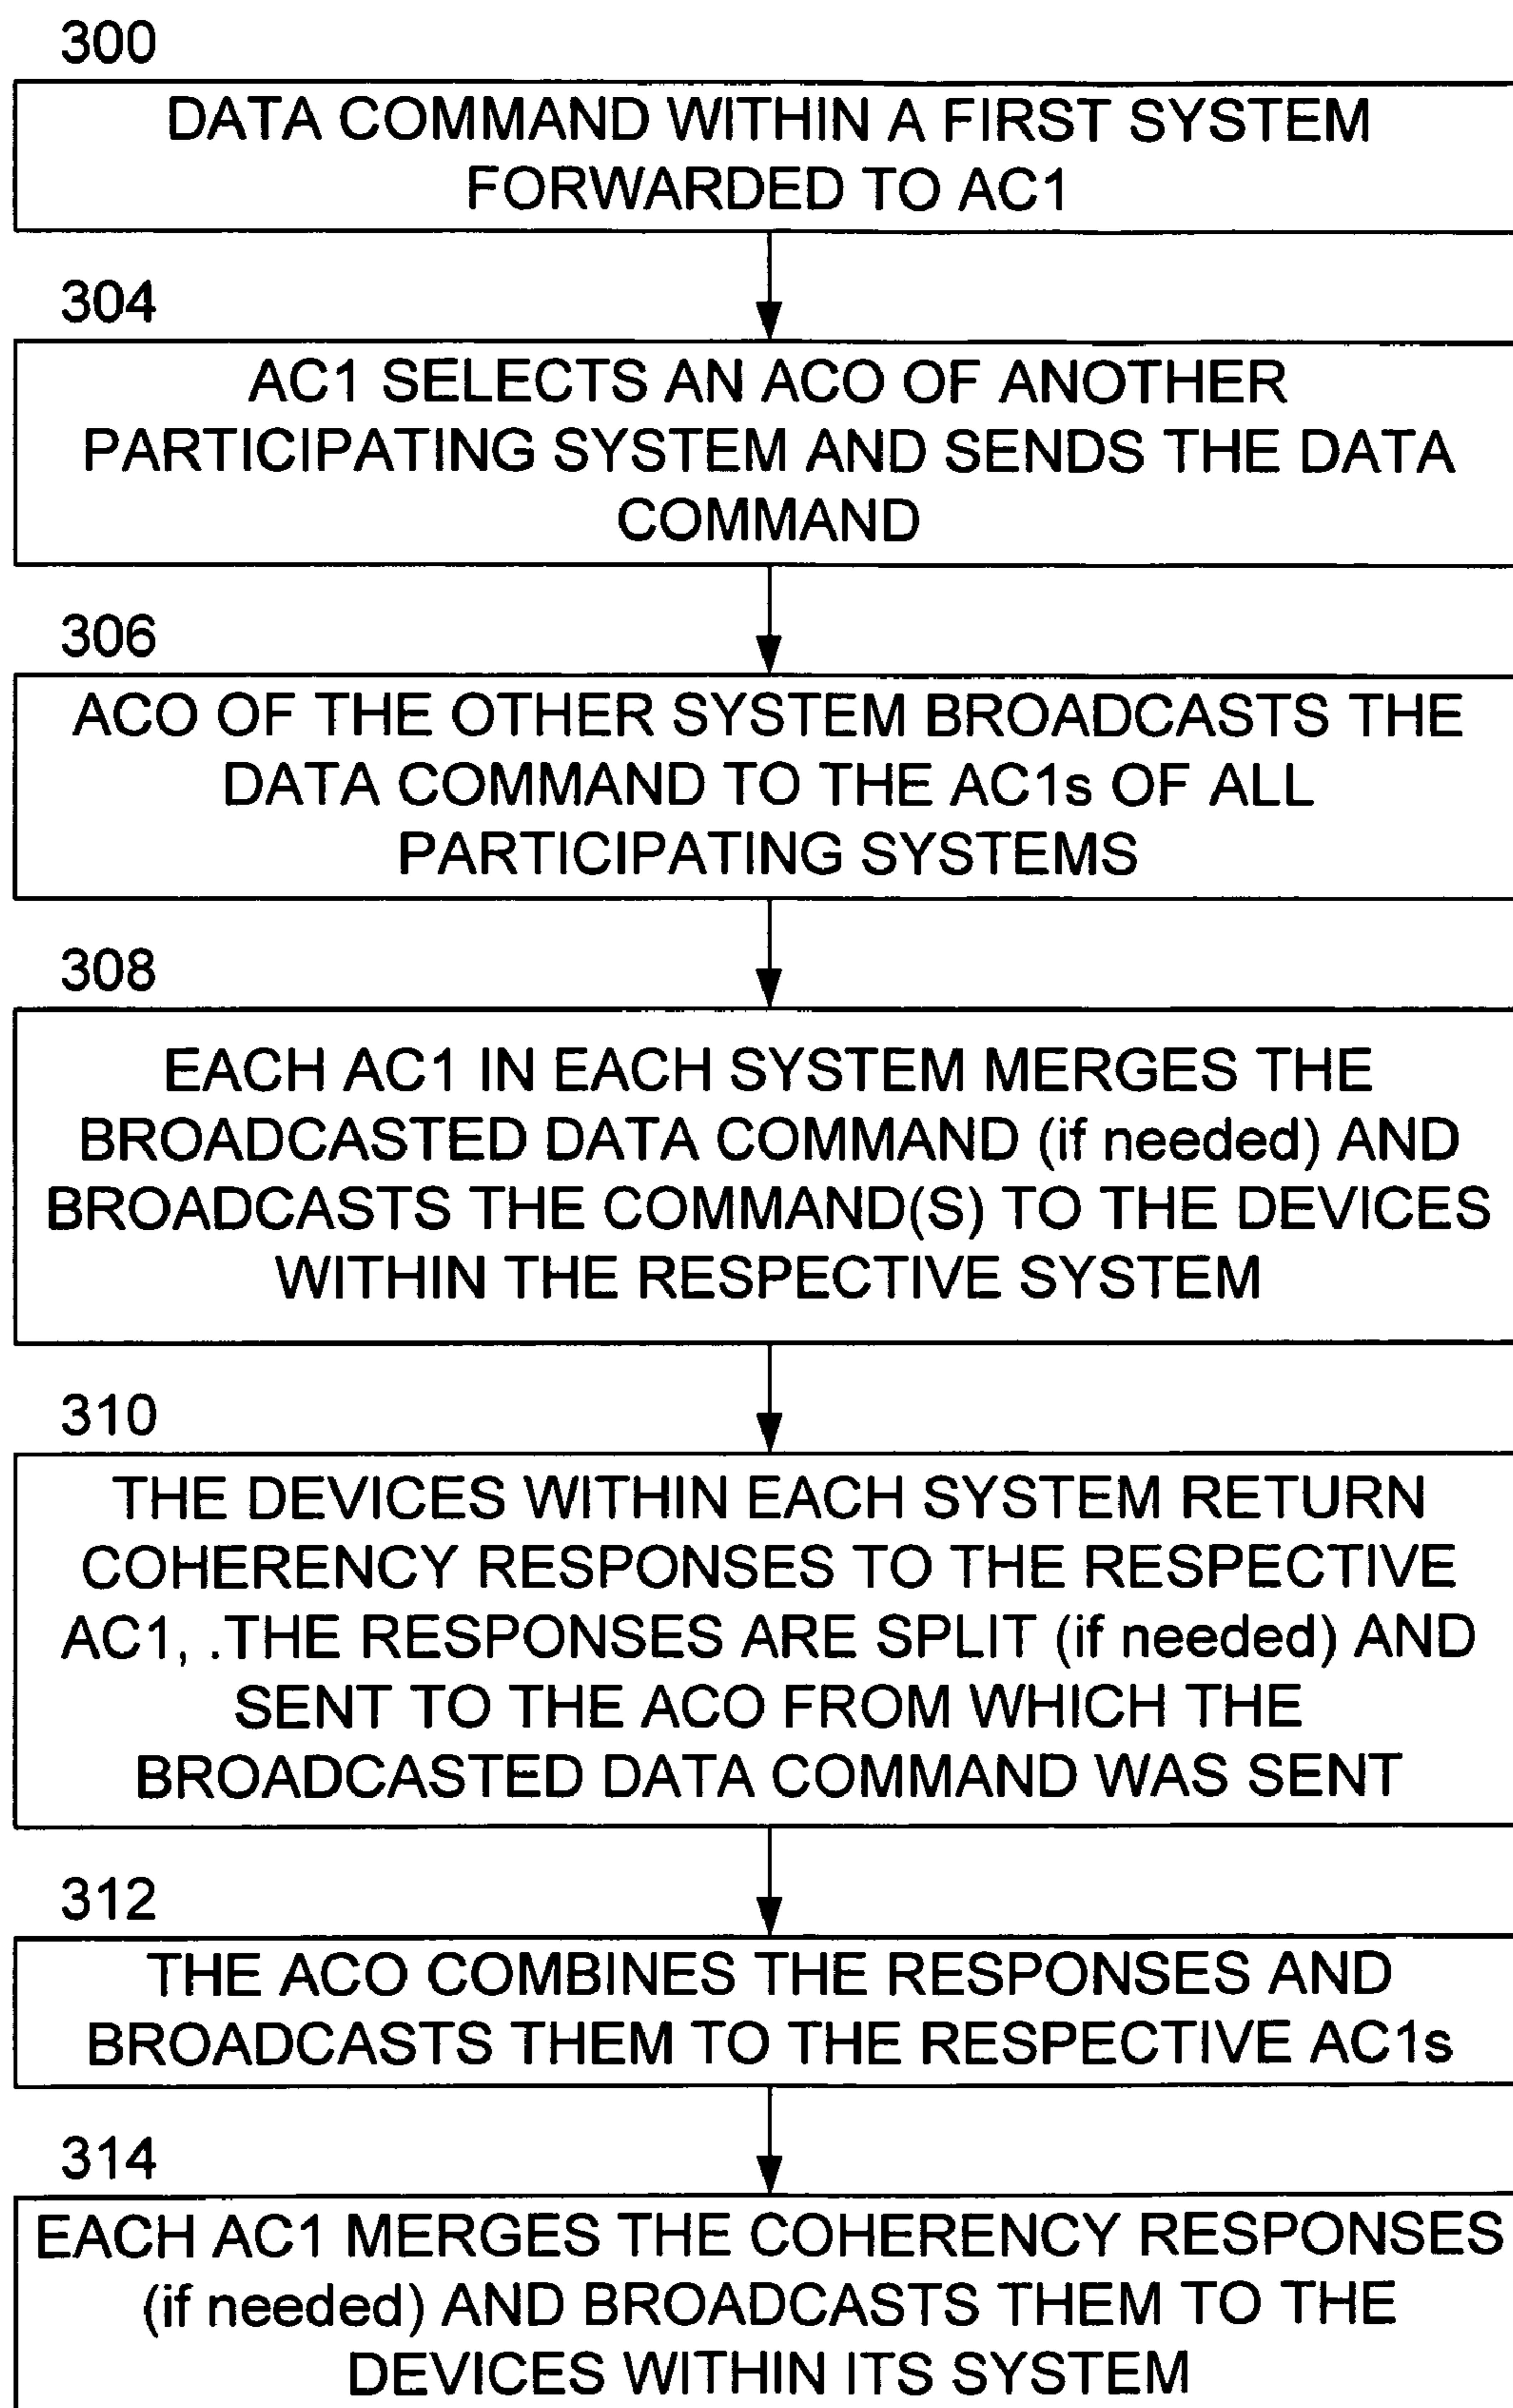 300
DATA COMMAND WITHIN A FIRST SYSTEM
FORWARDED TO AC1
304
AC1 SELECTS AN ACO OF ANOTHER
PARTICIPATING SYSTEM AND SENDS THE DATA
COMMAND
306
ACO OF THE OTHER SYSTEM BROADCASTS THE
DATA COMMAND TO THE AC1s OF ALL
PARTICIPATING SYSTEMS
308
EACH AC1 IN EACH SYSTEM MERGES THE
BROADCASTED DATA COMMAND (if needed) AND
BROADCASTS THE COMMAND(S) TO THE DEVICES
WITHIN THE RESPECTIVE SYSTEM
310
THE DEVICES WITHIN EACH SYSTEM RETURN
COHERENCY RESPONSES TO THE RESPECTIVE
AC1, .THE RESPONSES ARE SPLIT (if needed) AND
SENT TO THE ACO FROM WHICH THE
BROADCASTED DATA COMMAND WAS SENT
312
THE ACO COMBINES THE RESPONSES AND
BROADCASTS THEM TO THE RESPECTIVE AC1s
314
EACH AC1 MERGES THE COHERENCY RESPONSES
(if needed) AND BROADCASTS THEM TO THE
DEVICES WITHIN ITS SYSTEM